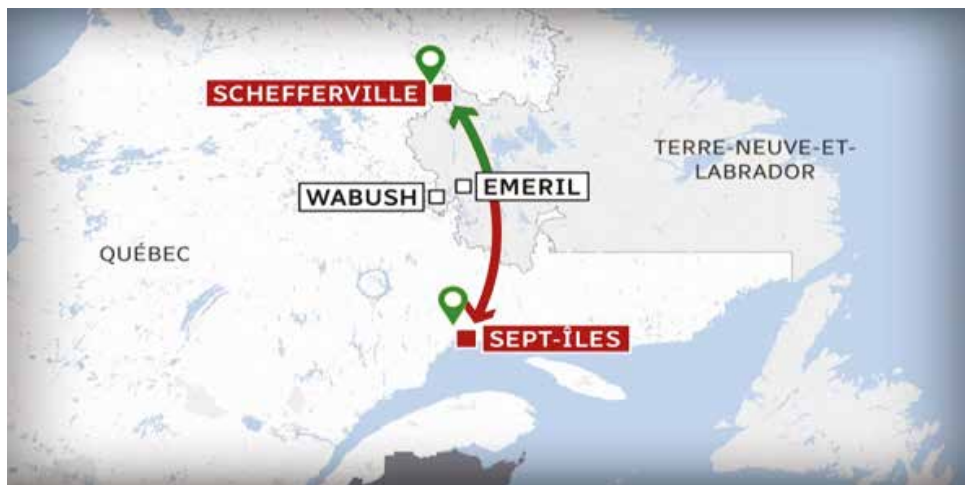 SCHEFFERVILLE
TERRE-NEUVE-ET-
LABRADOR
EMERIL
WABUSH
QUÉBEC
SEPT-ÎLES